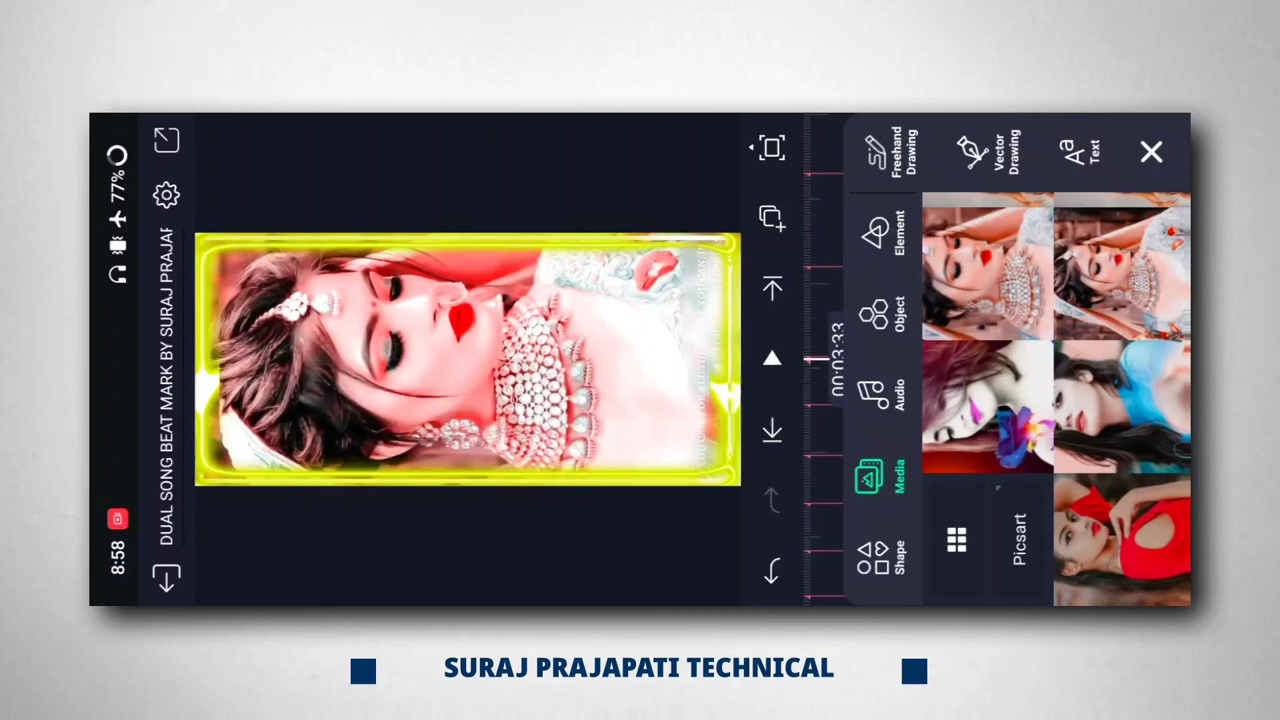 8:58
77%
DUAL SONG BEAT MARK BY SURAJ PRAJAP
00:03:33
Shape
Media
Audio
Object
Element
Freehand
Drawing
Vector
Drawing
Text
Picsart
SURAJ PRAJAPATI TECHNICAL